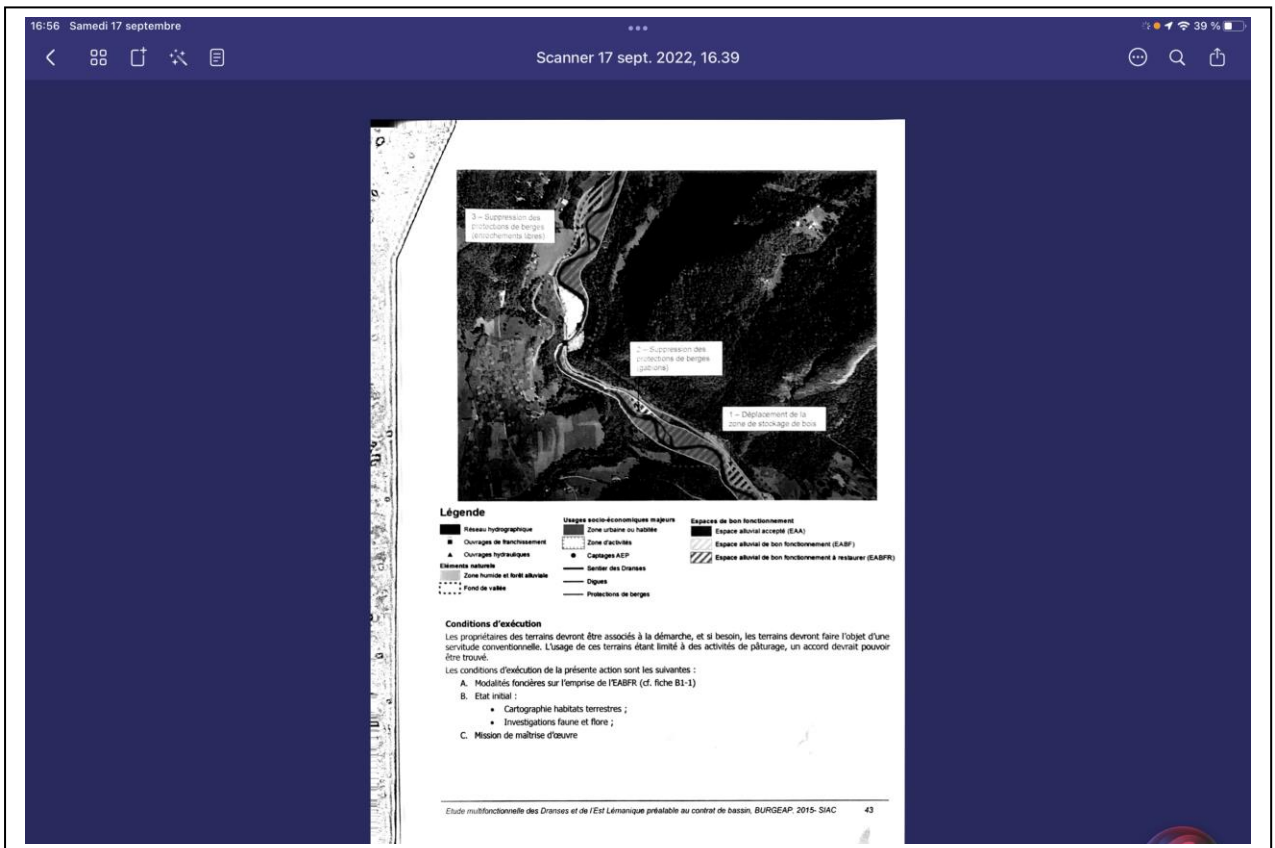 16:56 Samedi 17 septembre
39 %
Scanner 17 sept. 2022, 16.39
3 – Suppression des
protections de berges
(enrochements libres)
2 – Suppression des
protections de berges
(gabions)
1 – Déplacement de la
zone de stockage de bois
Légende
Réseau hydrographique
Ouvrages de franchissement
Ouvrages hydrauliques
Eléments naturels
Zone humide et forêt alluviale
Fond de vallée
Usages socio-économiques majeurs
Zone urbaine ou habitée
Zone d'activités
Captages AEP
Sentier des Dranses
Digues
Protections de berges
Espaces de bon fonctionnement
Espace alluvial accepté (EAA)
Espace alluvial de bon fonctionnement (EABF)
Espace alluvial de bon fonctionnement à restaurer (EABFR)
Conditions d'exécution
Les propriétaires des terrains devront être associés à la démarche, et si besoin, les terrains devront faire l'objet d'une
servitude conventionnelle. L'usage de ces terrains étant limité à des activités de pâturage, un accord devrait pouvoir
être trouvé.
Les conditions d'exécution de la présente action sont les suivantes :
A. Modalités foncières sur l'emprise de l'EABFR (cf. fiche B1-1)
B. Etat initial :
• Cartographie habitats terrestres ;
• Investigations faune et flore ;
C. Mission de maîtrise d'œuvre
Etude multifonctionnelle des Dranses et de l'Est Lémanique préalable au contrat de bassin, BURGEAP, 2015- SIAC 43